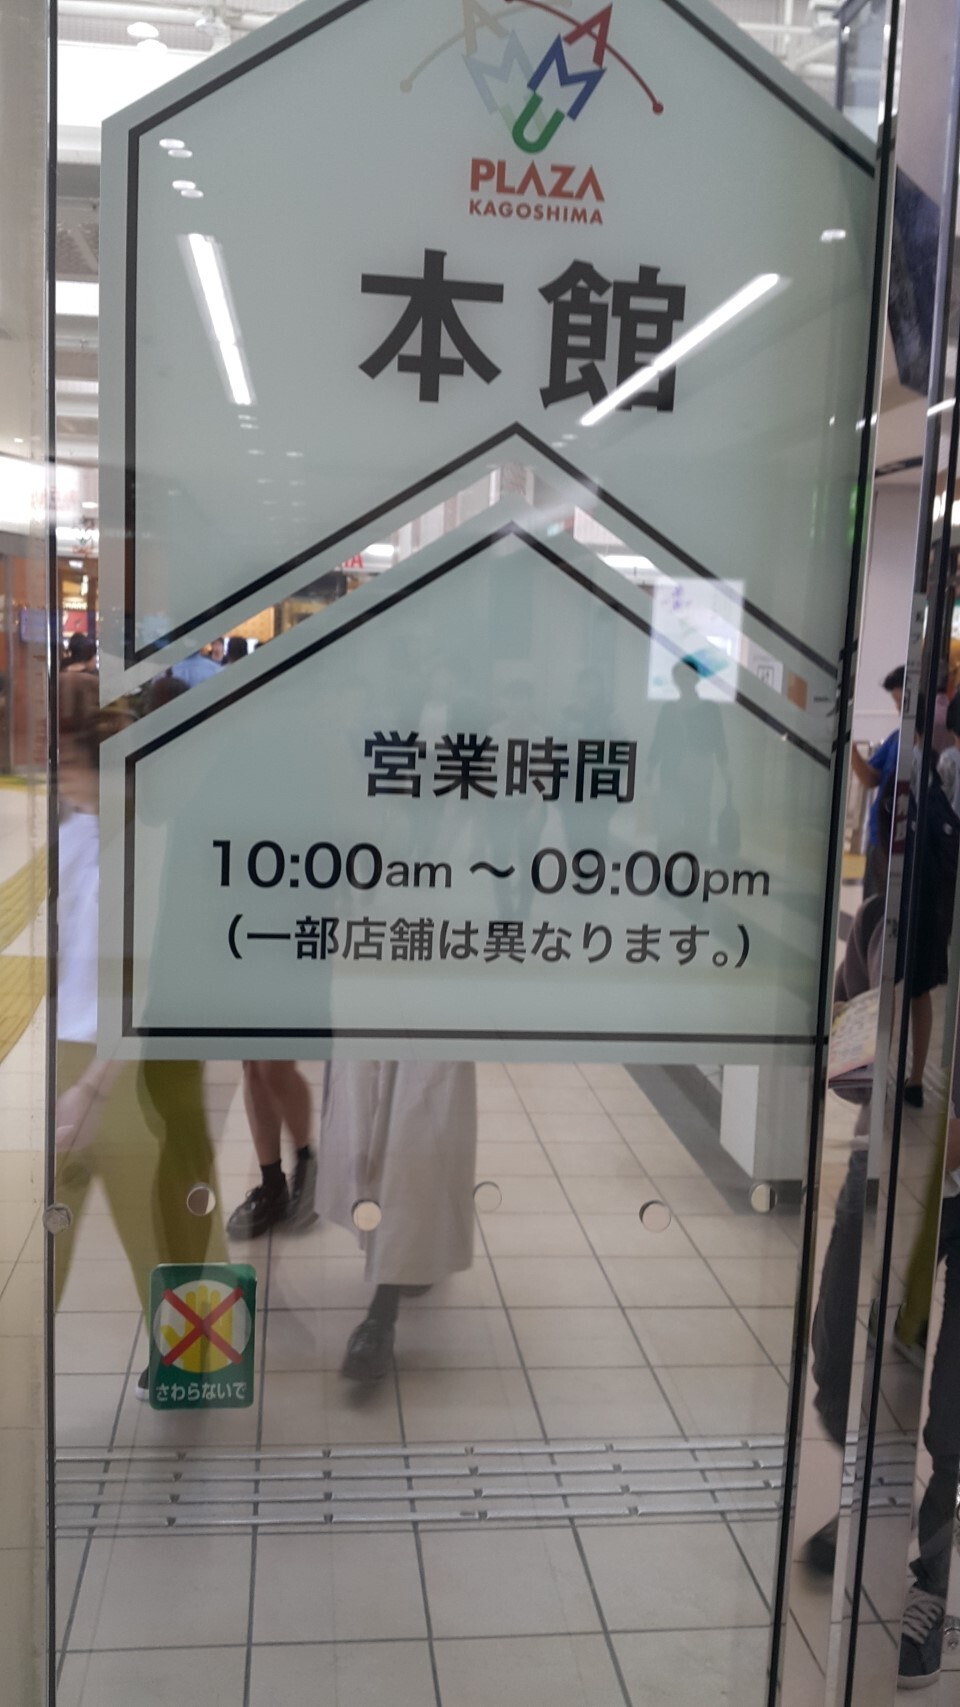 AMU
PLAZA
KAGOSHIMA
本館
営業時間
10:00am ～ 09:00pm
（一部店舗は異なります。）
さわらないで